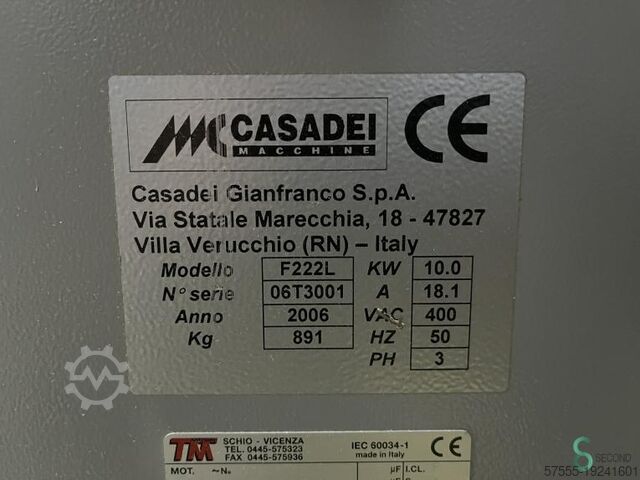 CASADEI
MACCHINE
CE
Casadei Gianfranco S.p.A.
Via Statale Marecchia, 18 - 47827
Villa Verucchio (RN) – Italy
Modello F222L KW 10.0
N° serie 06T3001 A 18.1
Anno 2006 VAC 400
Kg 891 HZ 50
PH 3
TM SCHIO - VICENZA IEC 60034-1
TEL. 0445-575323 made in Italy
FAX 0445-575936
MOT. ~N° µF I.CL.
S SECOND
57555-19241601